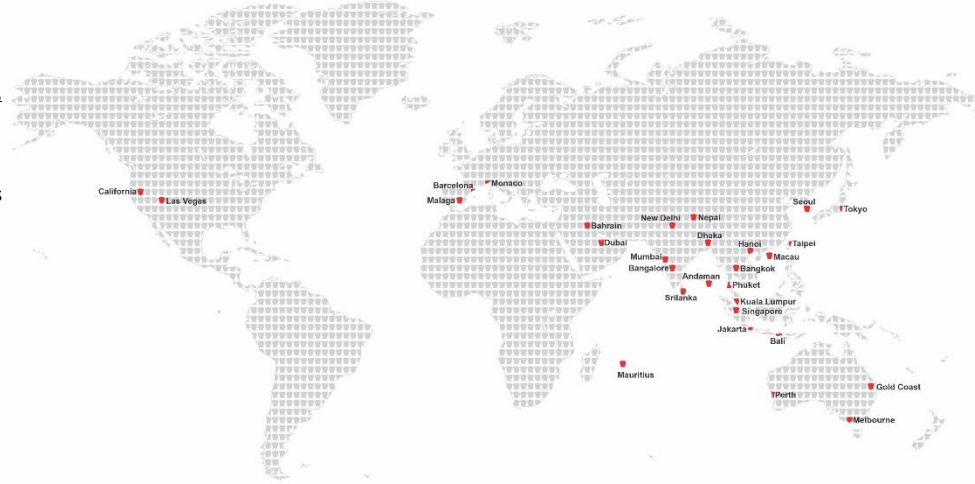 California
Las Vegas
Barcelona
Monaco
Malaga
Seoul
Tokyo
New Delhi
Nepal
Bahrain
Dhaka
Dubai
Hanoi
Taipei
Mumbai
Macau
Bangalore
Bangkok
Andaman
Phuket
Srilanka
Kuala Lumpur
Singapore
Jakarta
Bali
Mauritius
Gold Coast
Perth
Melbourne